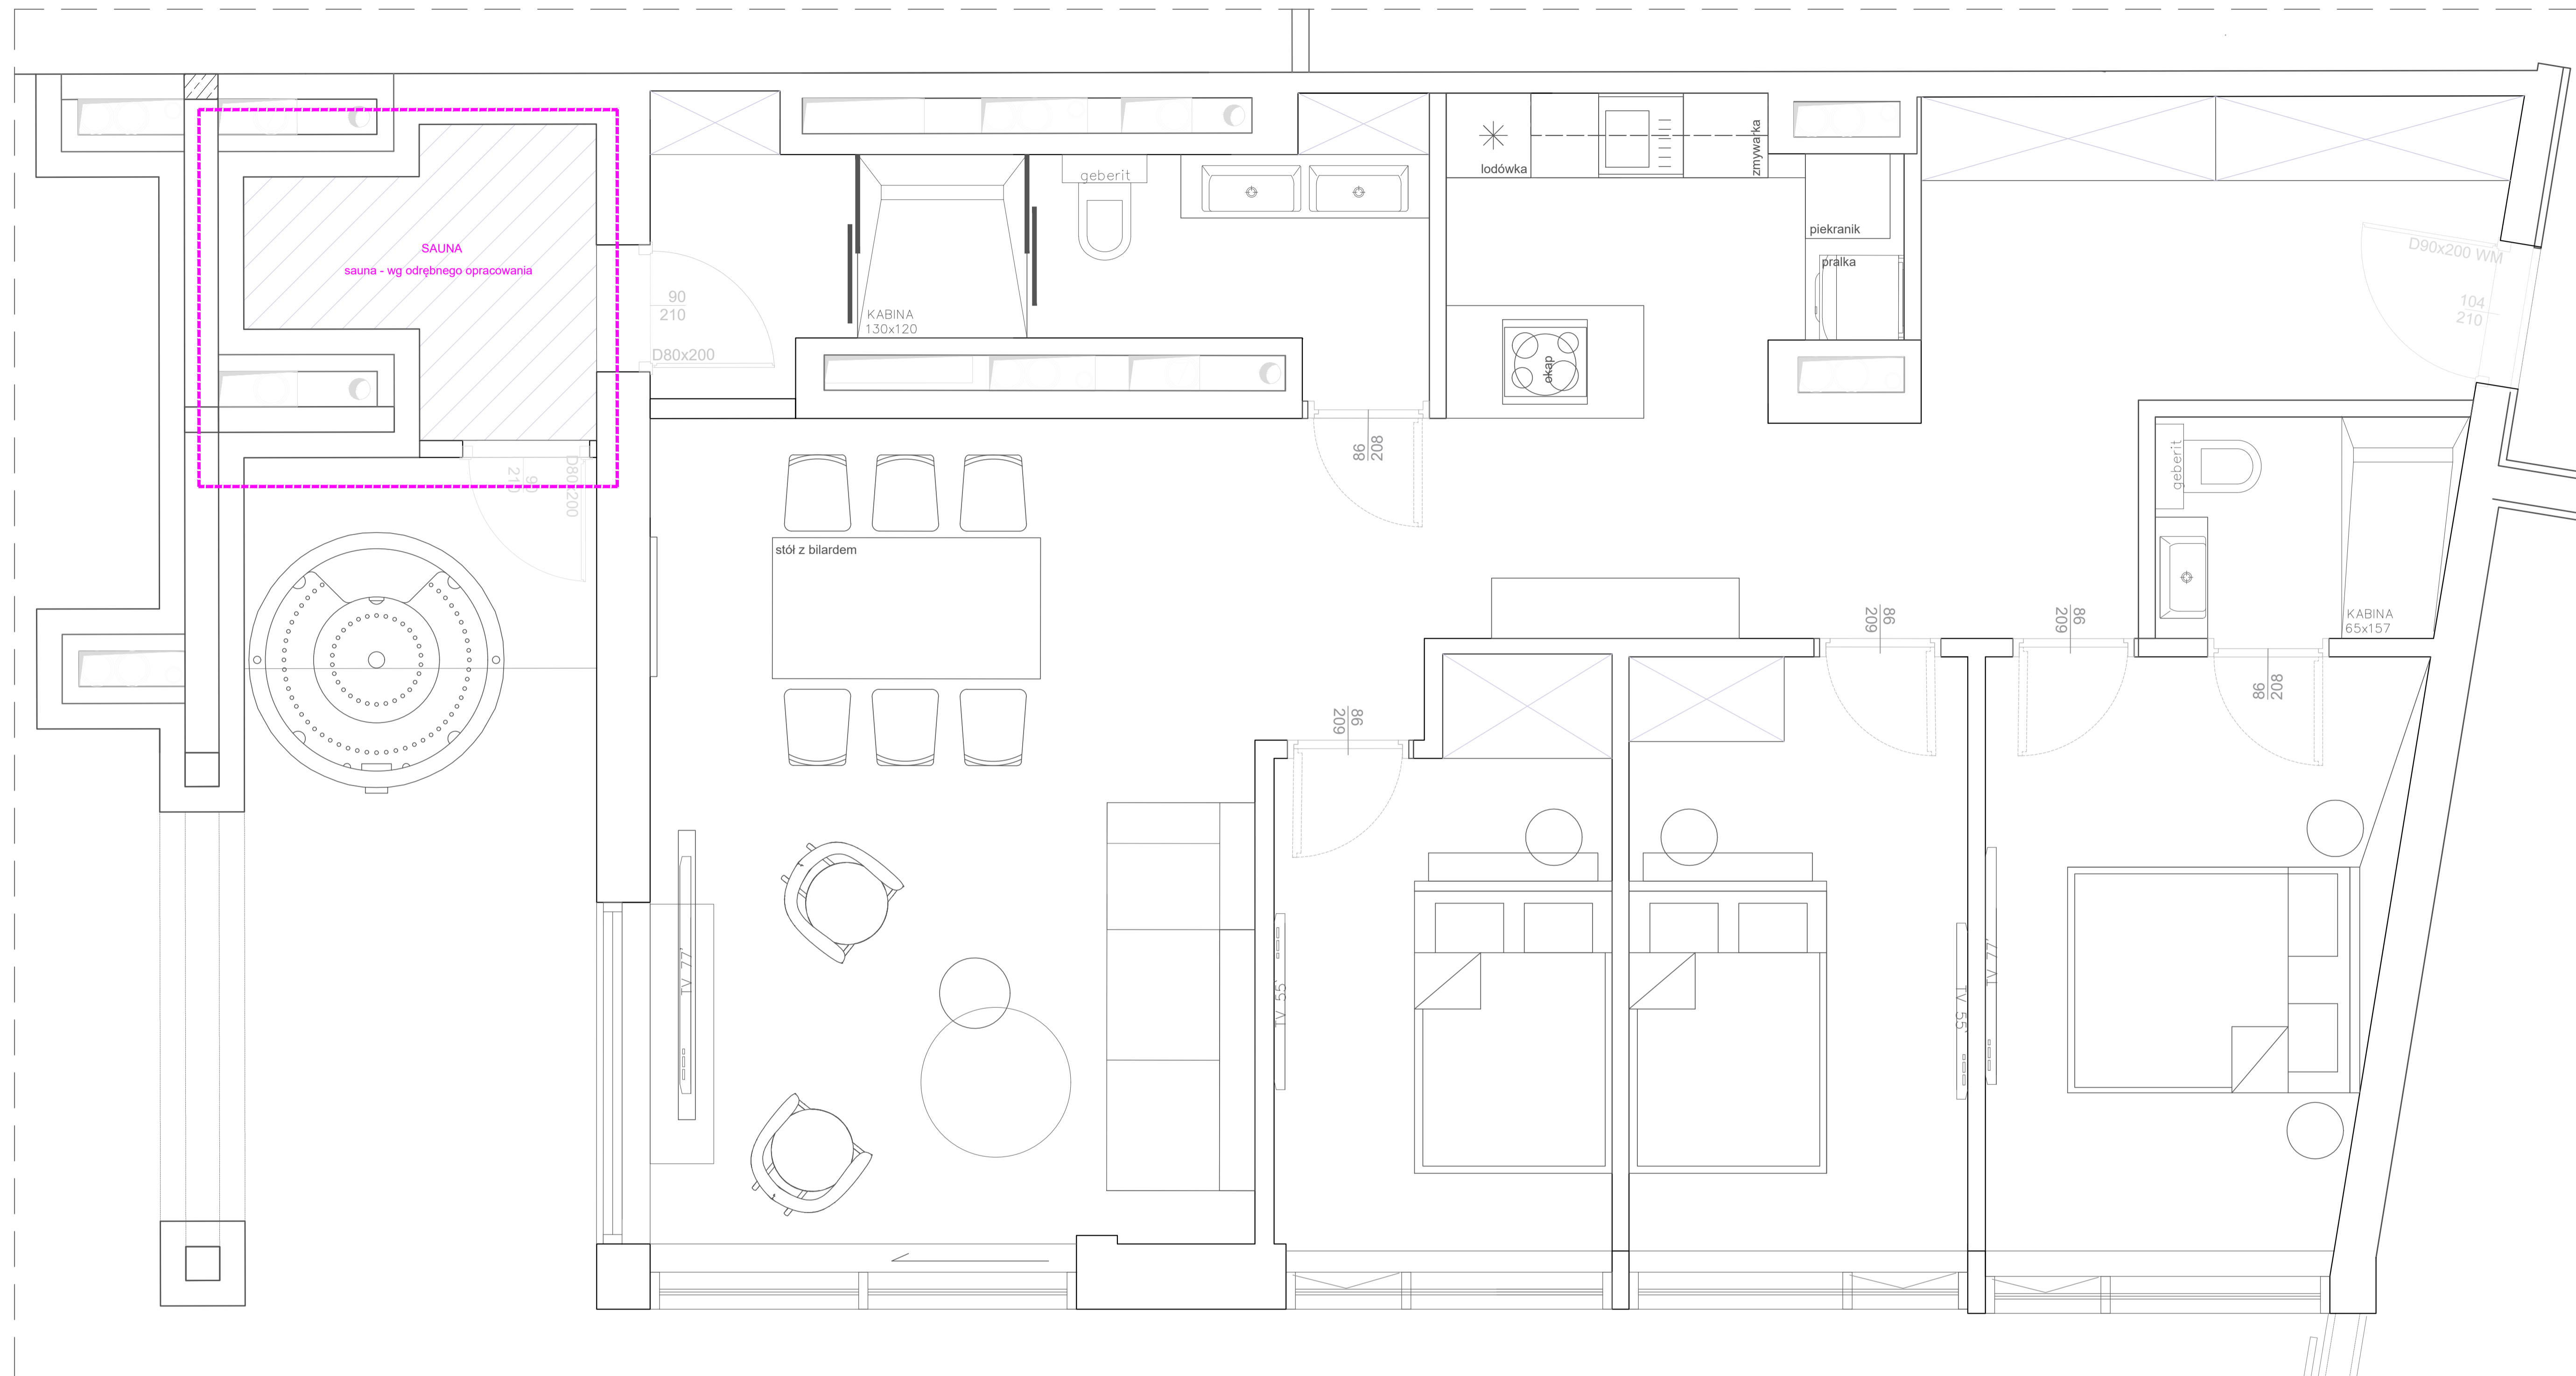 SAUNA
sauna - wg odrębnego opracowania
90
210
D80x200
90
210
D80x200
KABINA
130x120
geberit
lodówka
zmywarka
piekranik
pralka
okap
D90x200 WM
104
210
86
208
stół z bilardem
geberit
KABINA
65x157
86
209
86
209
86
208
86
209
TV 77'
TV 55'
TV 55'
TV 77'